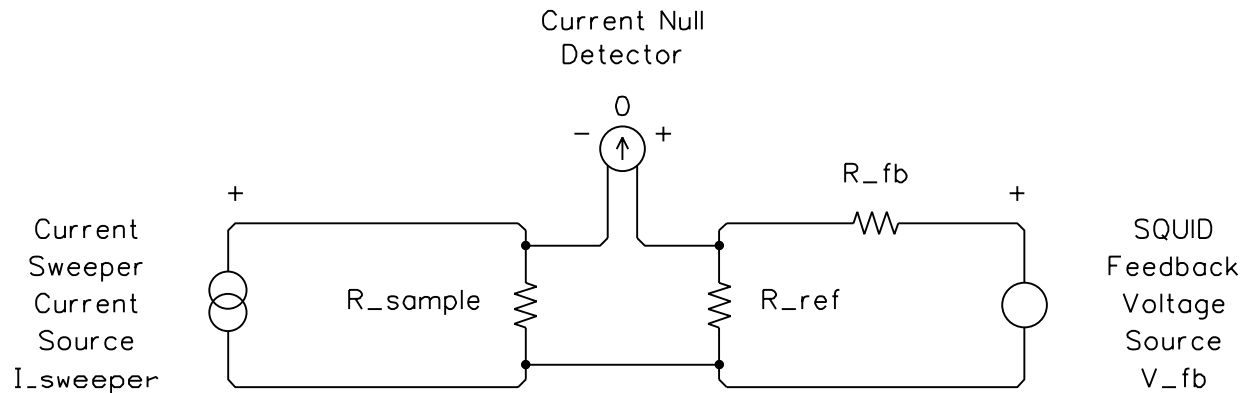 Current Null
Detector
0
- +
R_fb
+ +
Current
Sweeper
Current
Source
I_sweeper
R_sample
R_ref
SQUID
Feedback
Voltage
Source
V_fb